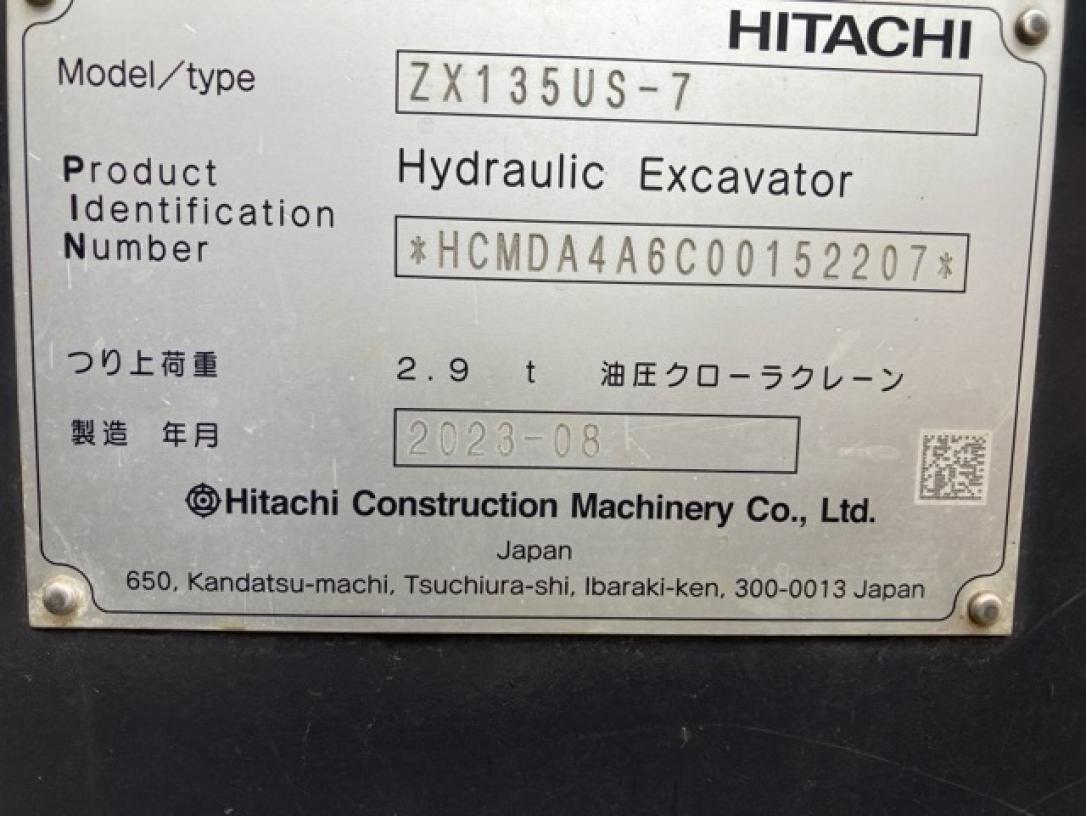 HITACHI
Model/type ZX135US-7
Hydraulic Excavator
Product
Identification
Number *HCMDA4A6C00152207*
つり上荷重 2.9 t 油圧クローラクレーン
製造 年月 2023-08
Hitachi Construction Machinery Co., Ltd.
Japan
650, Kandatsu-machi, Tsuchiura-shi, Ibaraki-ken, 300-0013 Japan